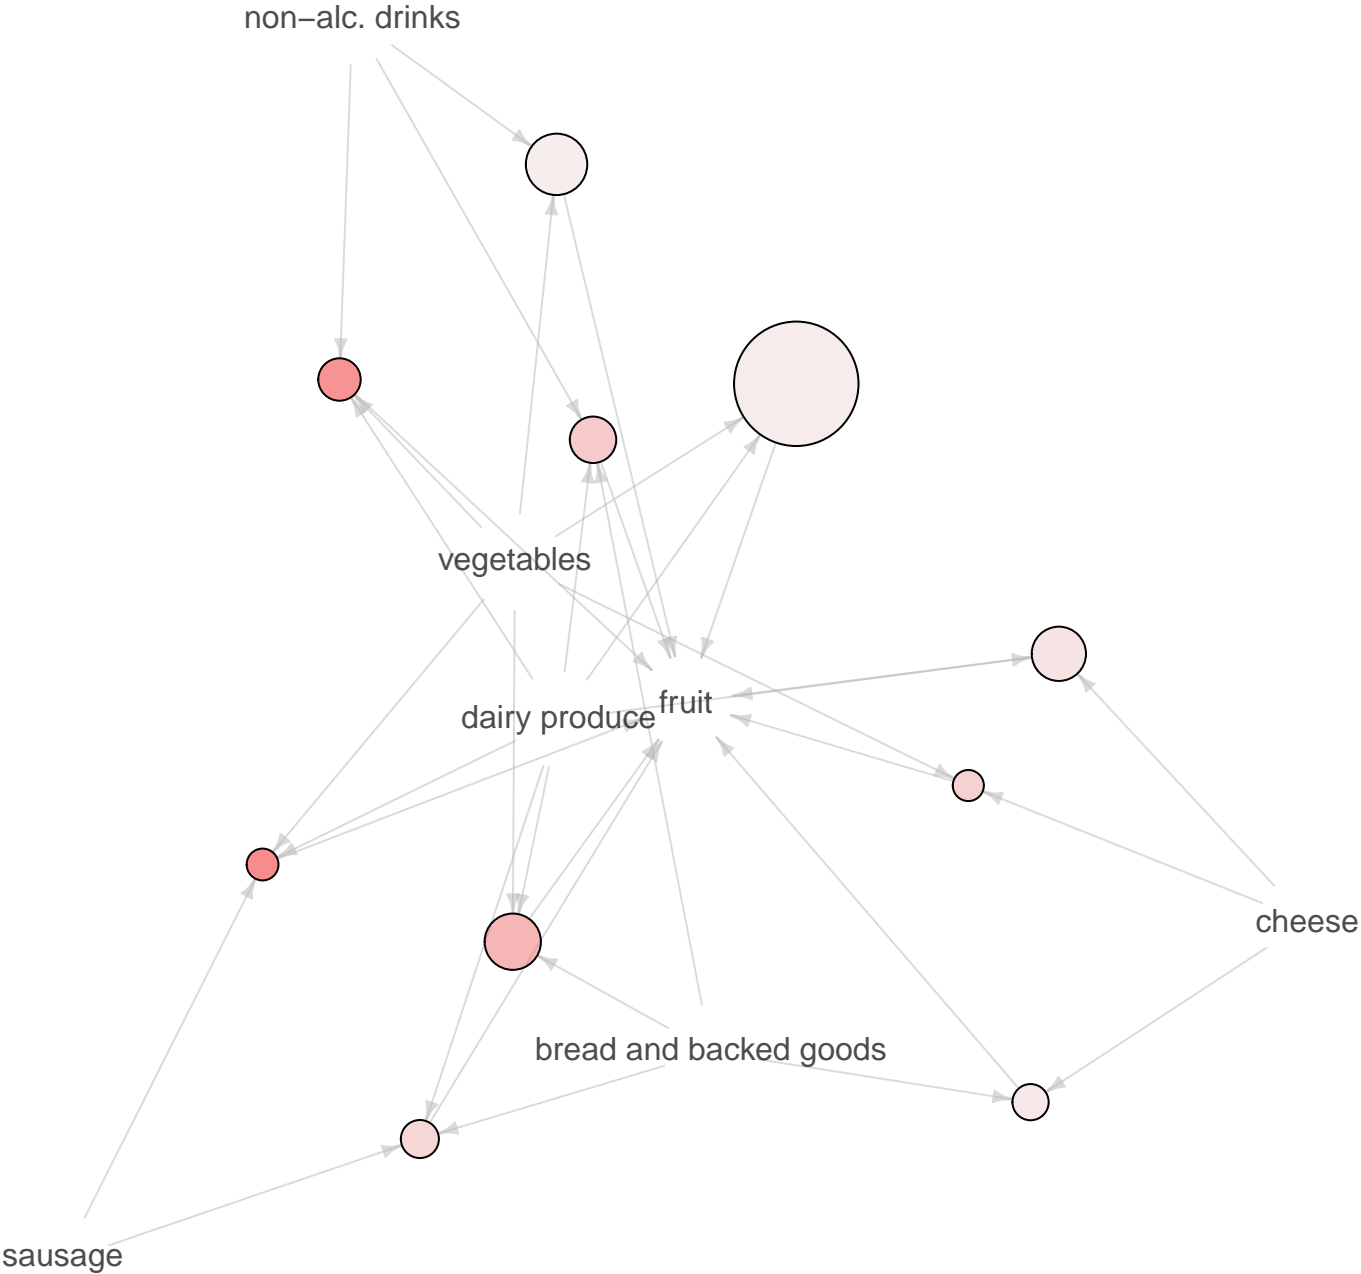 non−alc. drinks
vegetables
fruit
dairy produce
cheese
bread and backed goods
sausage